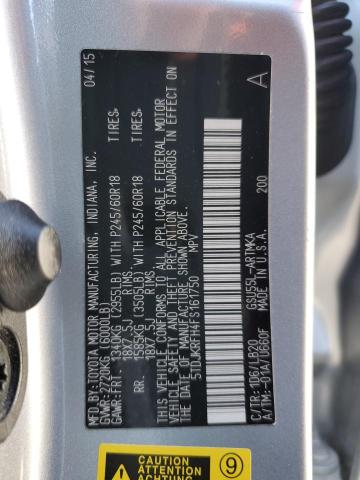 MFD. BY:
TOYOTA MOTOR MANUFACTURING, INDIANA, INC. 04/15
GVWR:2720KG (6000LB)
GAWR:FRT. 1340KG (2955LB) WITH P245/60R18 TIRES,
18X7.5J RIMS,
RR. 1585KG (3505LB) WITH P245/60R18 TIRES,
18X7.5J RIMS,
THIS VEHICLE CONFORMS TO ALL APPLICABLE FEDERAL MOTOR
VEHICLE SAFETY AND THEFT PREVENTION STANDARDS IN EFFECT ON
THE DATE OF MANUFACTURE SHOWN ABOVE.
5TDJKRFH4FS161750 MPV
A
200
C/TR: 1D6/LB20 GSU55L-ARTMKA
A/TM:-01A/U660F MADE IN U.S.A.
CAUTION
ATTENTION
ACHTUNG
9